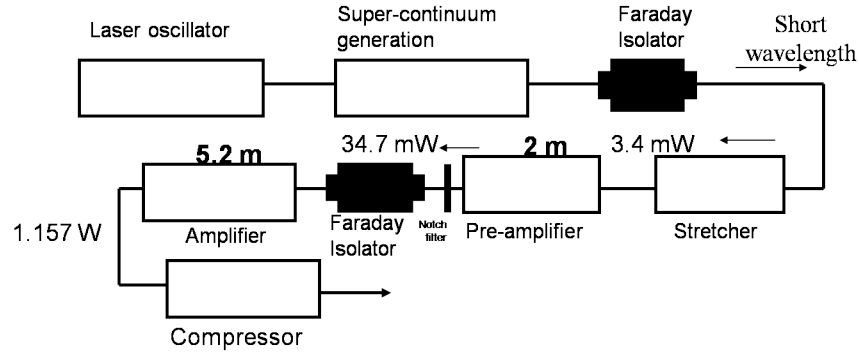 Laser oscillator
Super-continuum
generation
Faraday
Isolator
Short
wavelength
5.2 m
34.7 mW
2 m
3.4 mW
1.157 W
Amplifier
Faraday
Isolator
Notch
filter
Pre-amplifier
Stretcher
Compressor